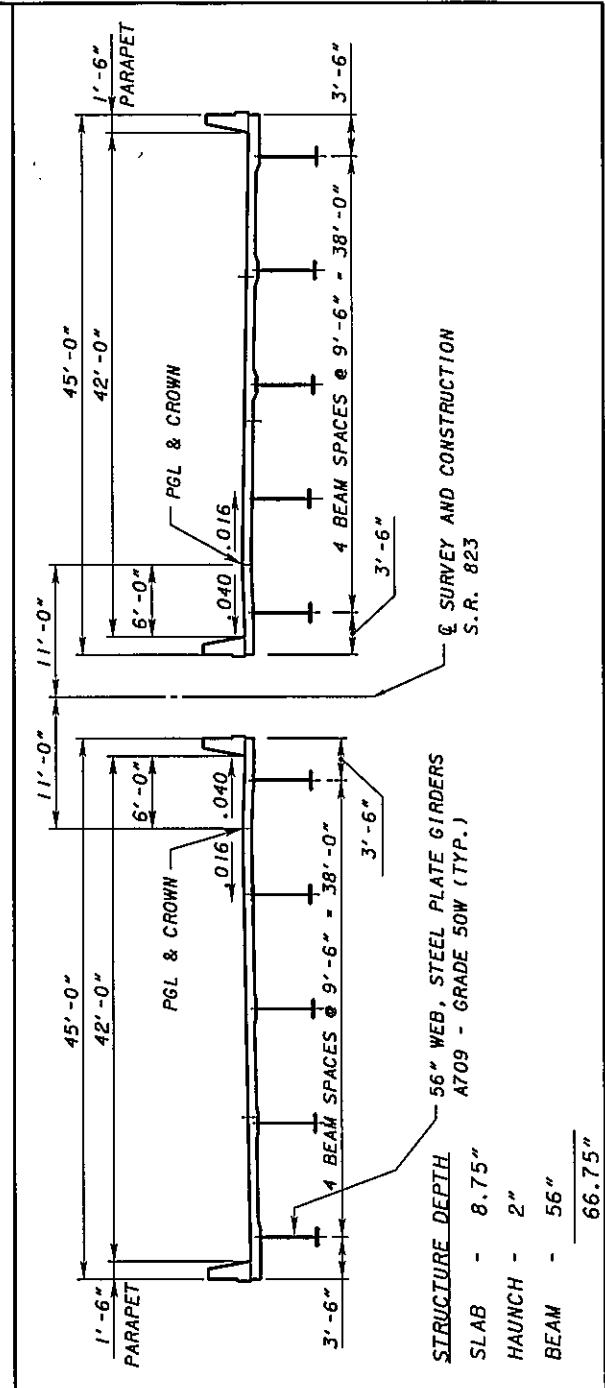 45'-0"
42'-0"
1'-6"
PARAPET
11'-0"
11'-0"
6'-0"
6'-0"
PGL & CROWN
.016
.040
4 BEAM SPACES @ 9'-6" = 38'-0"
3'-6"
3'-6"
45'-0"
42'-0"
1'-6"
PARAPET
PGL & CROWN
.040
.016
4 BEAM SPACES @ 9'-6" = 38'-0"
3'-6"
3'-6"
℄ SURVEY AND CONSTRUCTION
S.R. 823
56" WEB, STEEL PLATE GIRDERS
A709 - GRADE 50W (TYP.)
STRUCTURE DEPTH
SLAB - 8.75"
HAUNCH - 2"
BEAM - 56"
66.75"